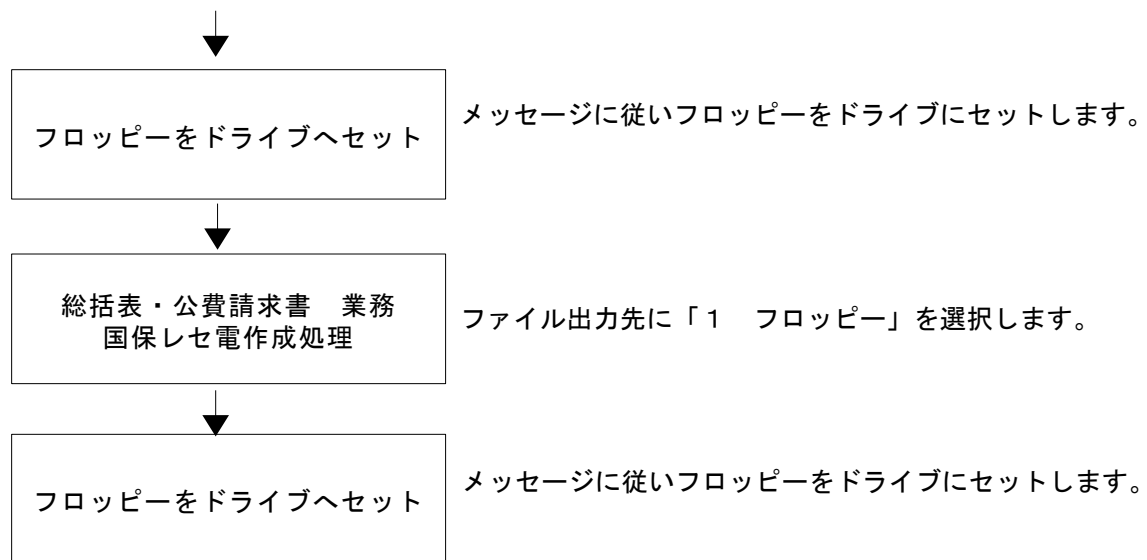 フロッピーをドライブへセット
メッセージに従いフロッピーをドライブにセットします。
総括表・公費請求書　業務
国保レセ電作成処理
ファイル出力先に「１　フロッピー」を選択します。
フロッピーをドライブへセット
メッセージに従いフロッピーをドライブにセットします。